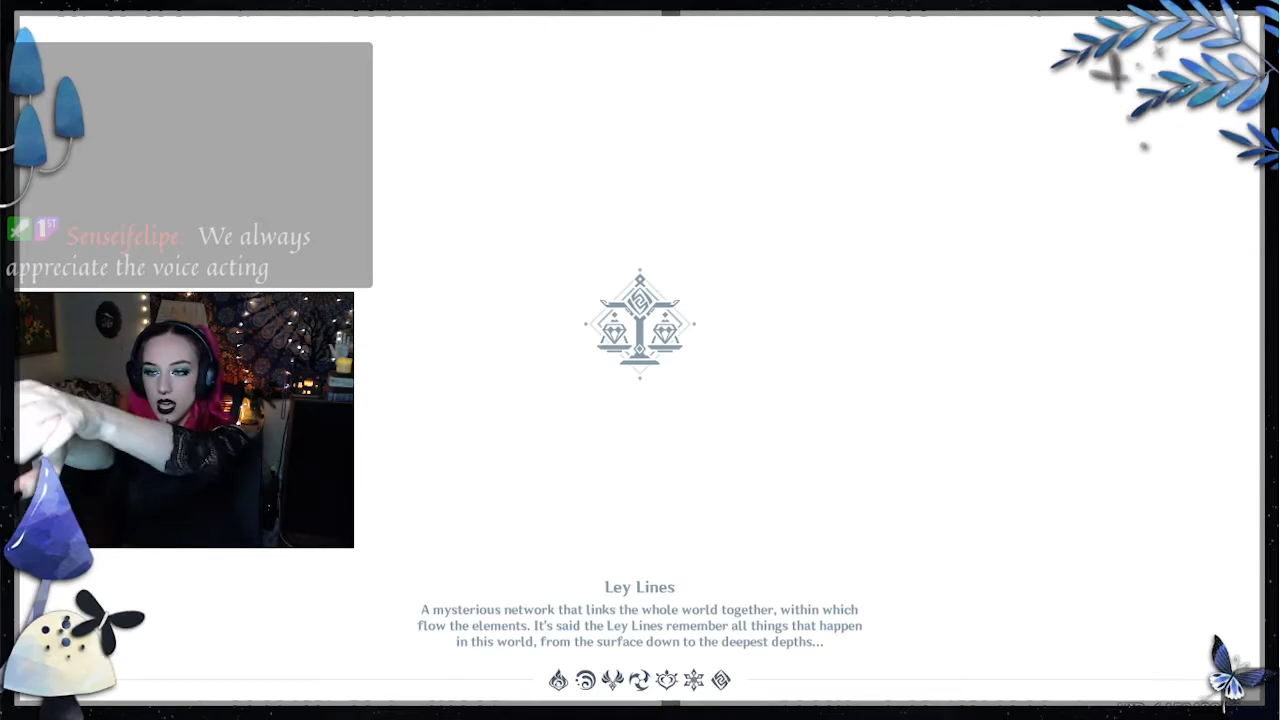 1ST Senseifelipe: We always
appreciate the voice acting
Ley Lines
A mysterious network that links the whole world together, within which
flow the elements. It's said the Ley Lines remember all things that happen
in this world, from the surface down to the deepest depths...